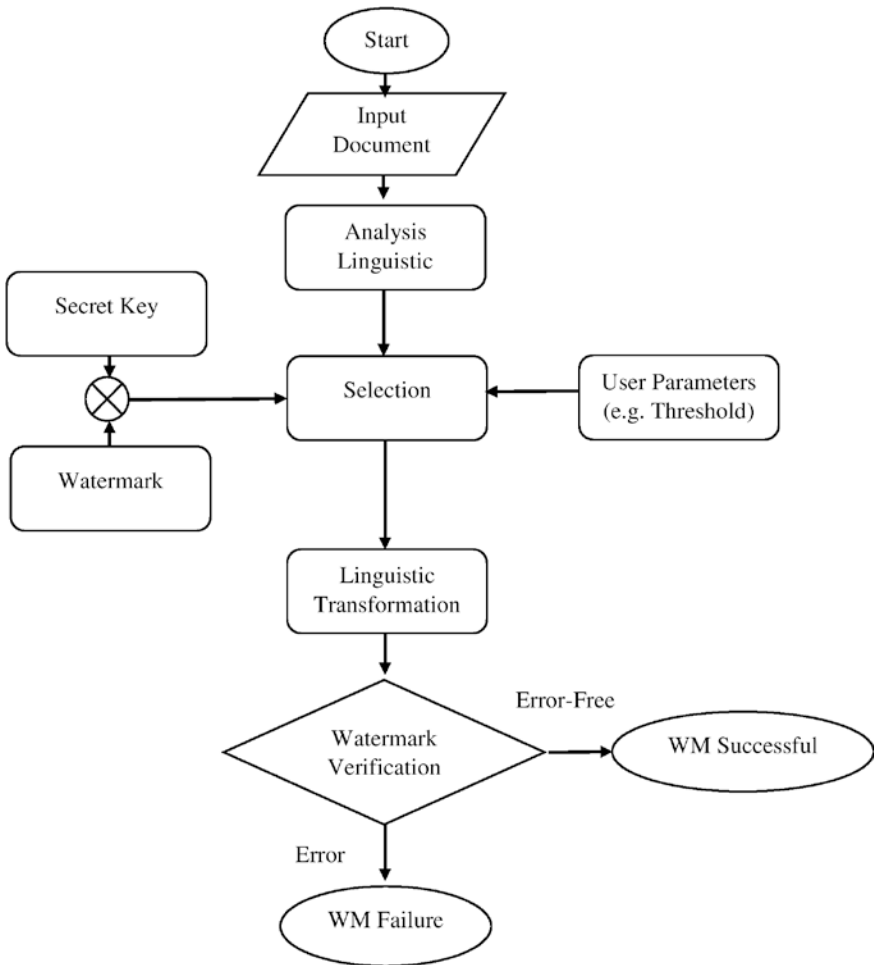 Start
Input
Document
Analysis
Linguistic
Secret Key
Selection
User Parameters
(e.g. Threshold)
Watermark
Linguistic
Transformation
Error-Free
Watermark
Verification
WM Successful
Error
WM Failure